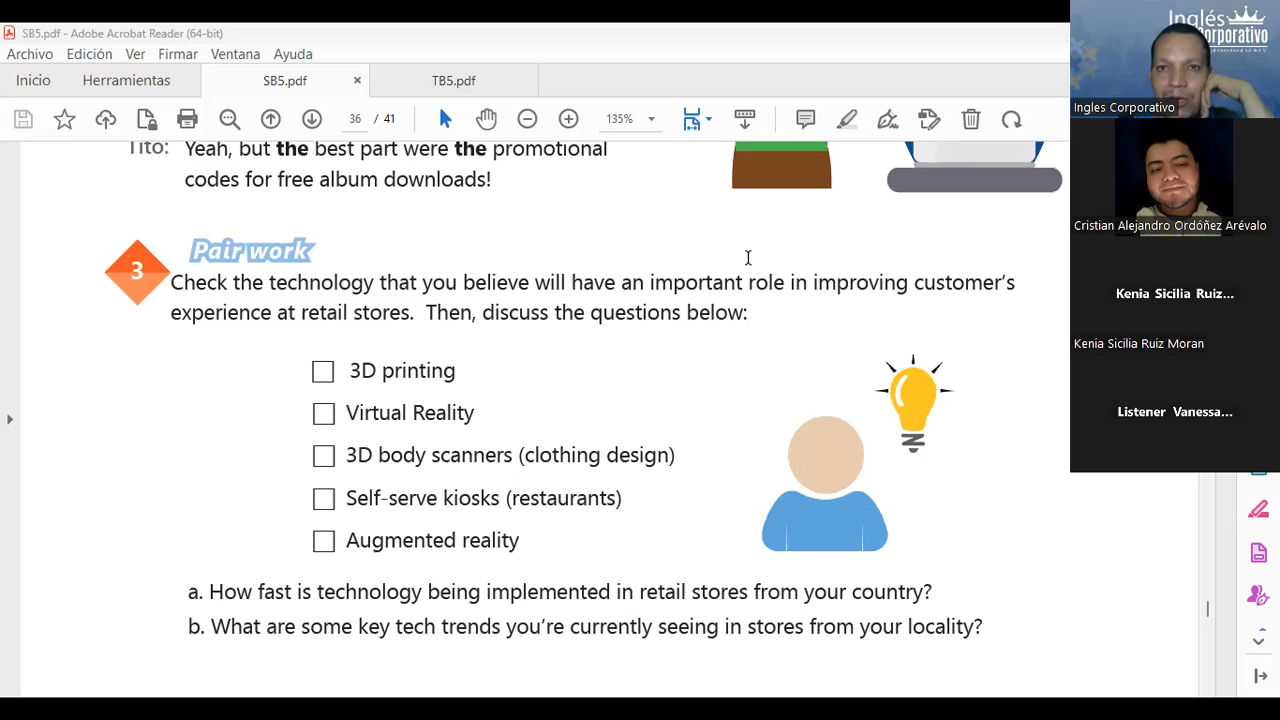 SB5.pdf - Adobe Acrobat Reader (64-bit)
Archivo Edición Ver Firmar Ventana Ayuda
Inicio Herramientas SB5.pdf × TB5.pdf
36 / 41 135%
Tito: Yeah, but the best part were the promotional
codes for free album downloads!
3 Pair work
Check the technology that you believe will have an important role in improving customer's
experience at retail stores. Then, discuss the questions below:
3D printing
Virtual Reality
3D body scanners (clothing design)
Self-serve kiosks (restaurants)
Augmented reality
a. How fast is technology being implemented in retail stores from your country?
b. What are some key tech trends you're currently seeing in stores from your locality?
Inglés
Corporativo
Ingles Corporativo
Cristian Alejandro Ordóñez Arévalo
Kenia Sicilia Ruiz...
Kenia Sicilia Ruiz Moran
Listener Vanessa...